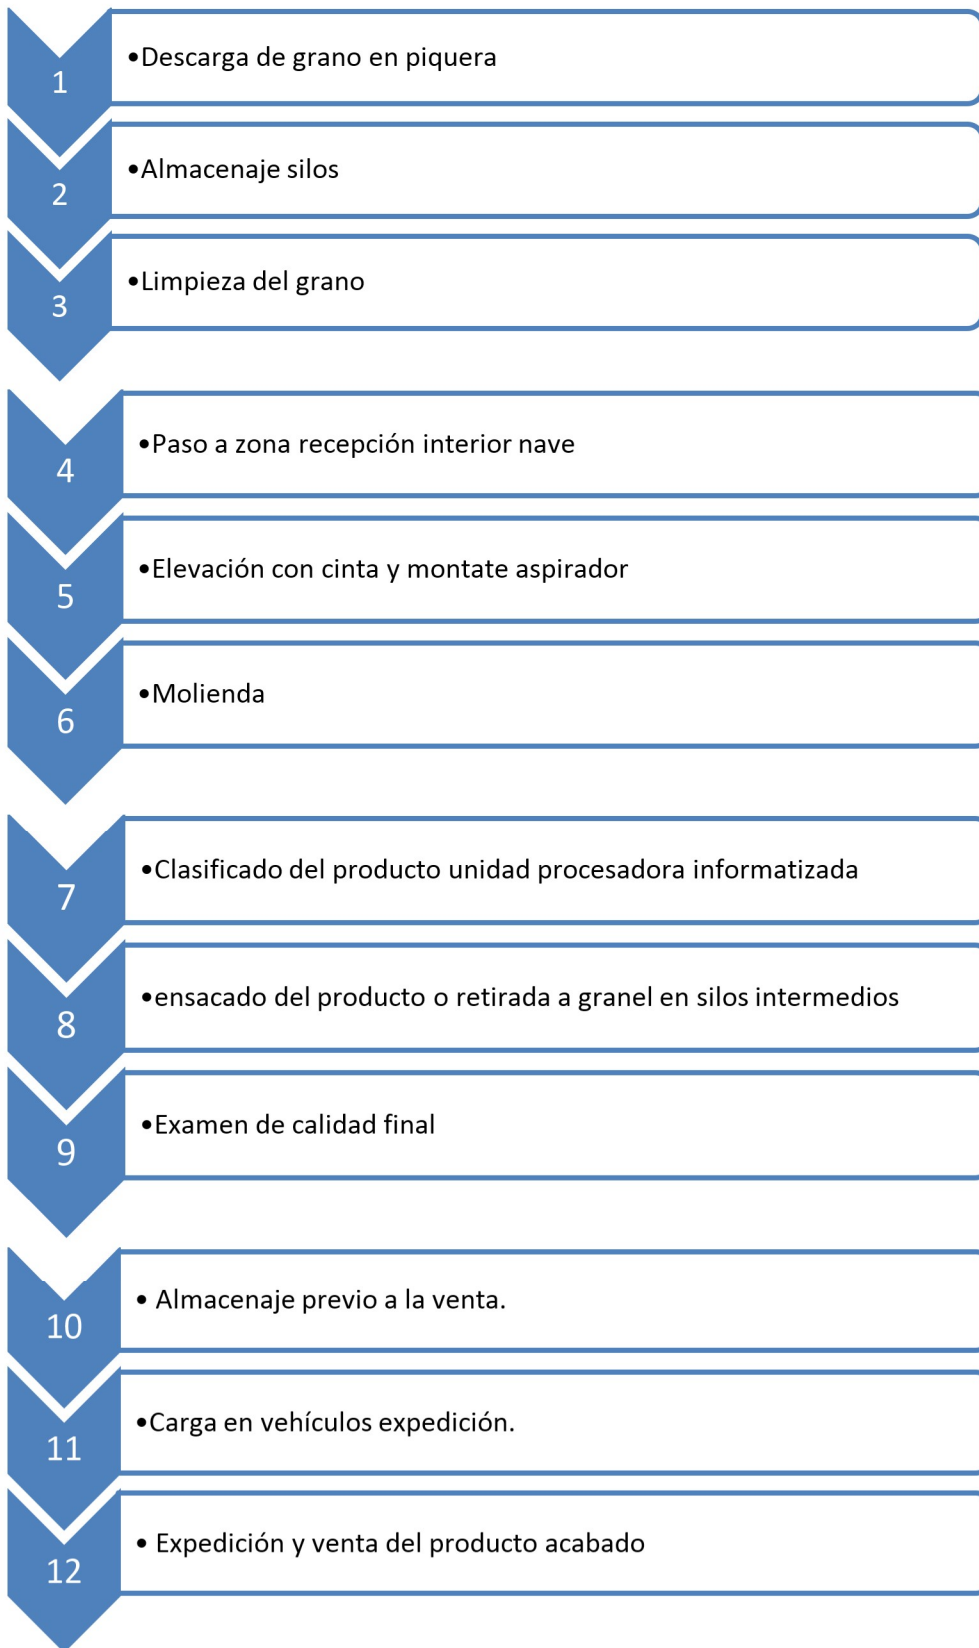 1
•Descarga de grano en piquera
2
•Almacenaje silos
3
•Limpieza del grano
4
•Paso a zona recepción interior nave
5
•Elevación con cinta y montate aspirador
6
•Molienda
7
•Clasificado del producto unidad procesadora informatizada
8
•ensacado del producto o retirada a granel en silos intermedios
9
•Examen de calidad final
10
• Almacenaje previo a la venta.
11
•Carga en vehículos expedición.
12
• Expedición y venta del producto acabado